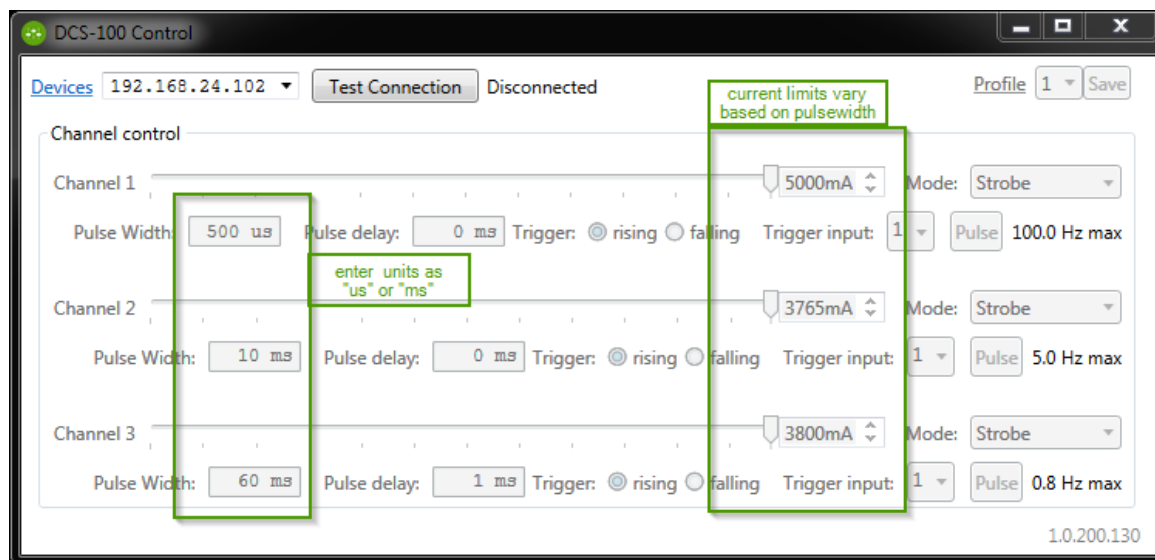 DCS-100 Control
Devices 192.168.24.102 Test Connection Disconnected Profile 1 Save
current limits vary
based on pulsewidth
Channel control
Channel 1 5000mA Mode: Strobe
Pulse Width: 500 us Pulse delay: 0 ms Trigger: rising falling Trigger input: 1 Pulse 100.0 Hz max
enter units as
"us" or "ms"
Channel 2 3765mA Mode: Strobe
Pulse Width: 10 ms Pulse delay: 0 ms Trigger: rising falling Trigger input: 1 Pulse 5.0 Hz max
Channel 3 3800mA Mode: Strobe
Pulse Width: 60 ms Pulse delay: 1 ms Trigger: rising falling Trigger input: 1 Pulse 0.8 Hz max
1.0.200.130